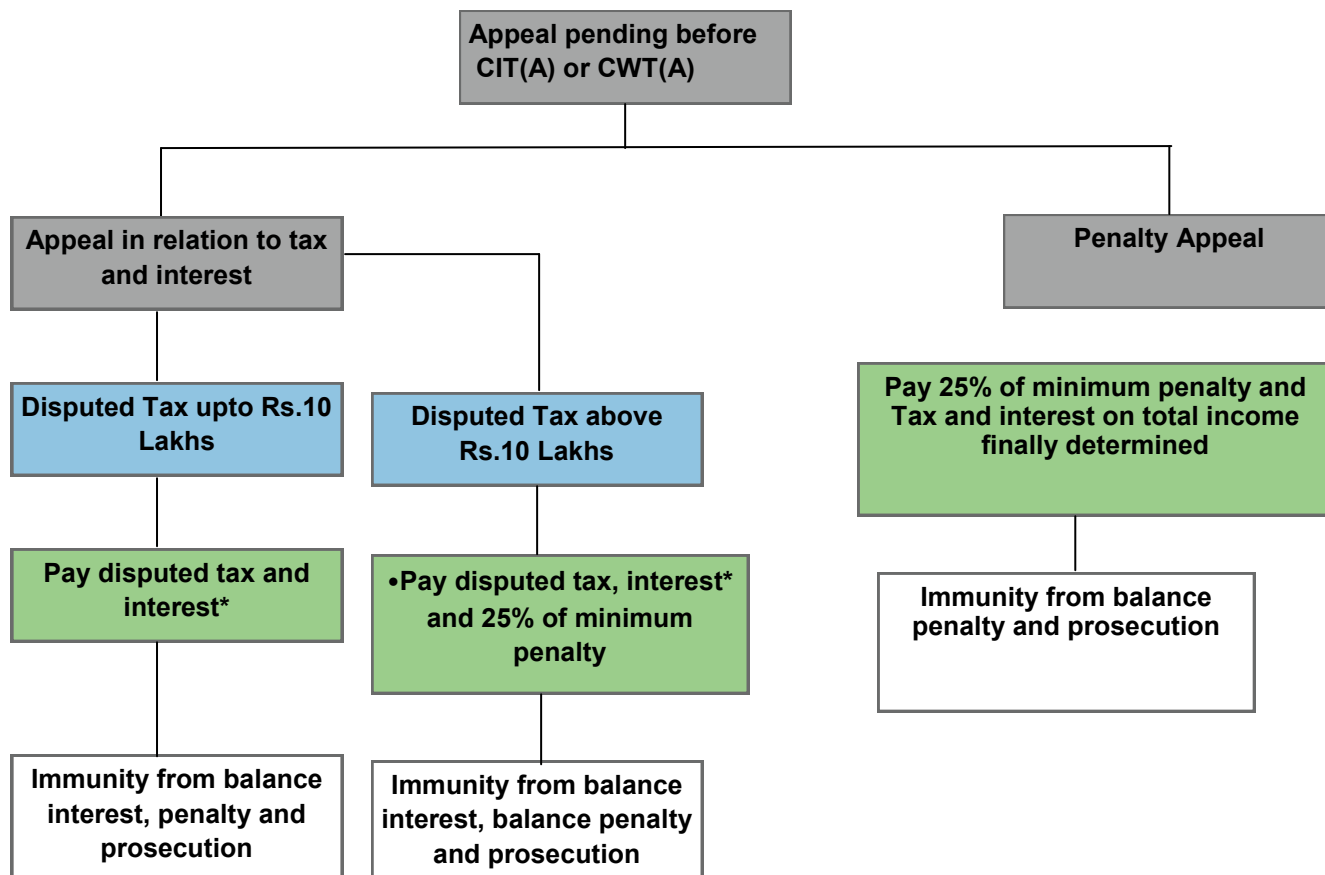 Appeal pending before
CIT(A) or CWT(A)
Appeal in relation to tax
and interest
Penalty Appeal
Disputed Tax upto Rs.10
Lakhs
Disputed Tax above
Rs.10 Lakhs
Pay 25% of minimum penalty and
Tax and interest on total income
finally determined
Pay disputed tax and
interest*
•Pay disputed tax, interest*
and 25% of minimum
penalty
Immunity from balance
penalty and prosecution
Immunity from balance
interest, penalty and
prosecution
Immunity from balance
interest, balance penalty
and prosecution